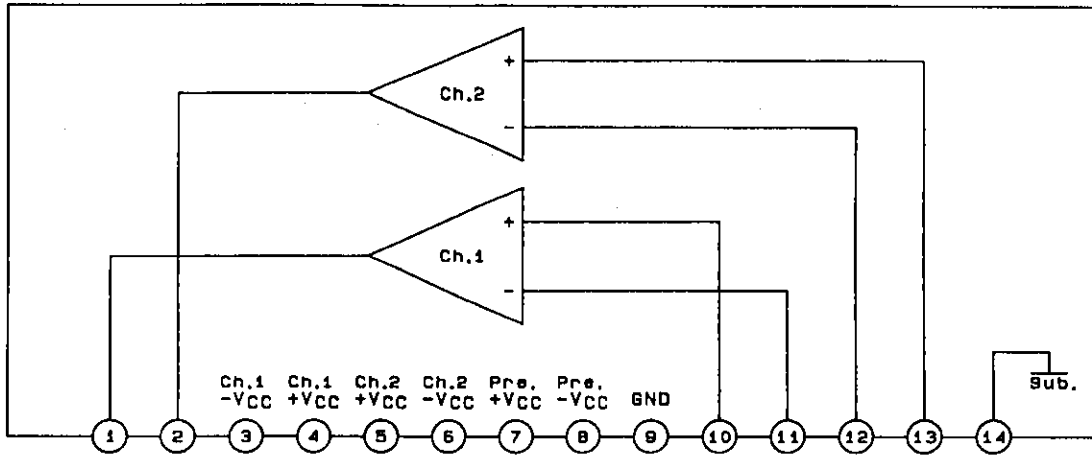 +
Ch.2
-
+
Ch.1
-
Ch.1 Ch.1 Ch.2 Ch.2 Pre. Pre.
-VCC +VCC +VCC -VCC +VCC -VCC GND
Sub.
1 2 3 4 5 6 7 8 9 10 11 12 13 14